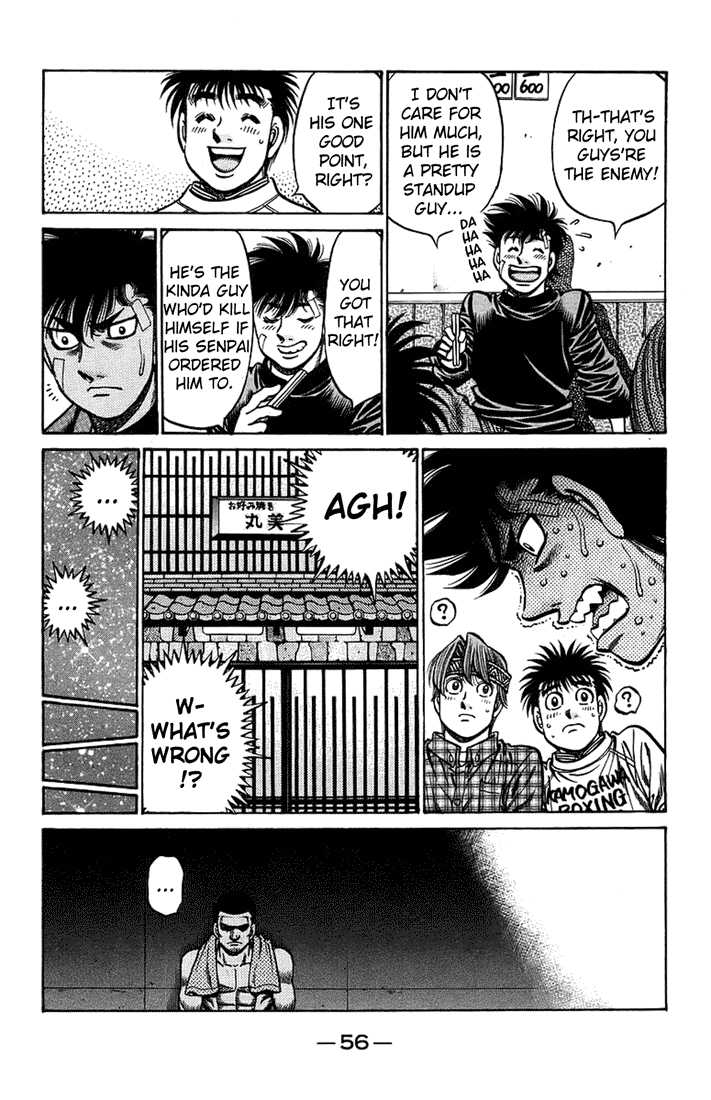 00 600
TH-THAT'S
RIGHT, YOU
GUYS'RE
THE ENEMY!
I DON'T
CARE FOR
HIM MUCH,
BUT HE IS
A PRETTY
STANDUP
GUY...
DA
HA
HA
HA
HA
IT'S
HIS ONE
GOOD
POINT,
RIGHT?
YOU
GOT
THAT
RIGHT!
HE'S THE
KINDA GUY
WHO'D KILL
HIMSELF IF
HIS SENPAI
ORDERED
HIM TO.
?
?
KAMOGAWA
BOXING
AGH!
お好み焼き
丸美
W-
WHAT'S
WRONG
!?
...
...
...
—56—